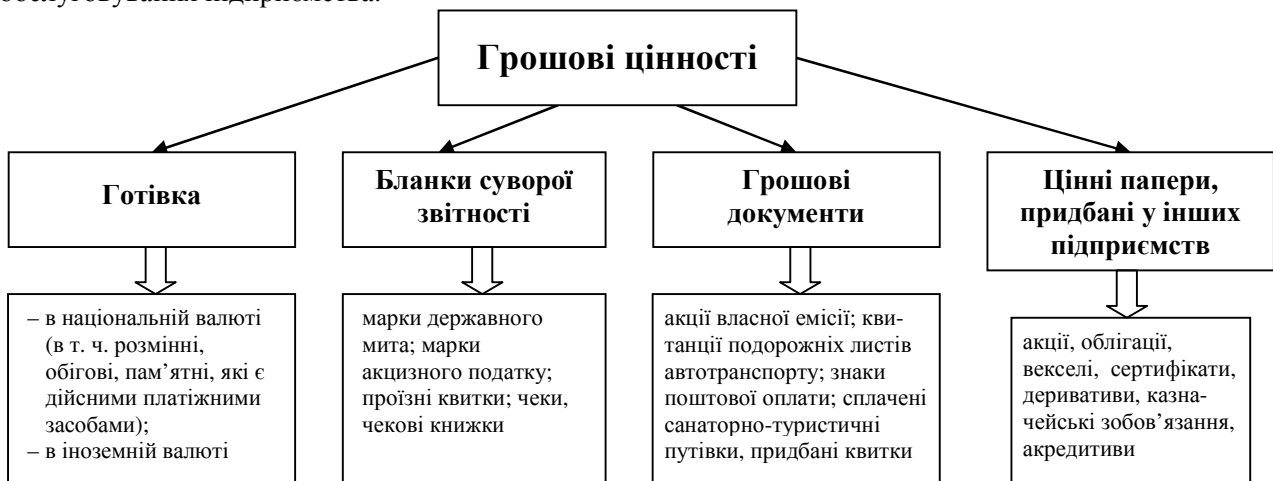 Грошові цінності
Готівка
Бланки суворої
звітності
Грошові
документи
Цінні папери,
придбані у інших
підприємств
– в національній валюті
(в т. ч. розмінні,
обігові, пам’ятні, які є
дійсними платіжними
засобами);
– в іноземній валюті
марки державного
мита; марки
акцизного податку;
проїзні квитки; чеки,
чекові книжки
акції власної емісії; кви-
танції подорожніх листів
автотранспорту; знаки
поштової оплати; сплачені
санаторно-туристичні
путівки, придбані квитки
акції, облігації,
векселі, сертифікати,
деривативи, казна-
чейські зобов’язання,
акредитиви